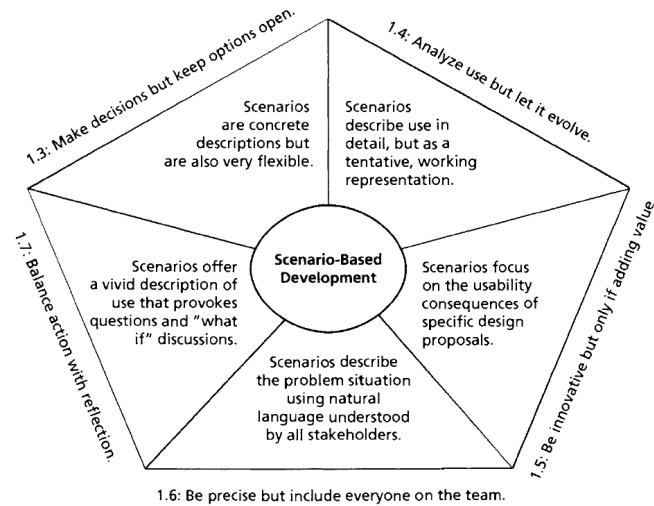 1.3: Make decisions but keep options open.
1.4: Analyze use but let it evolve.
Scenarios
are concrete
descriptions but
are also very flexible.
Scenarios
describe use in
detail, but as a
tentative, working
representation.
1.7: Balance action with reflection.
Scenarios offer
a vivid description of
use that provokes
questions and "what
if" discussions.
Scenario-Based
Development
Scenarios focus
on the usability
consequences of
specific design
proposals.
1.5: Be innovative but only if adding value
Scenarios describe
the problem situation
using natural
language understood
by all stakeholders.
1.6: Be precise but include everyone on the team.